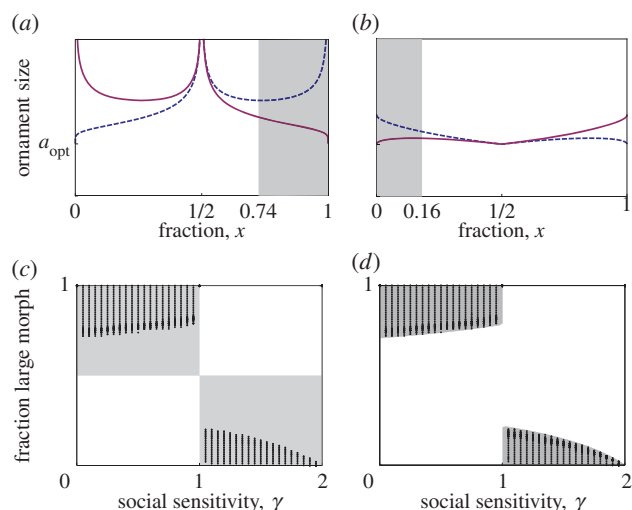 (a)
(b)
ornament size
a_opt
0
1/2
0.74
1
fraction, x
0
0.16
1/2
1
fraction, x
(c)
(d)
fraction large morph
1
0
1
2
social sensitivity, γ
1
0
1
2
social sensitivity, γ